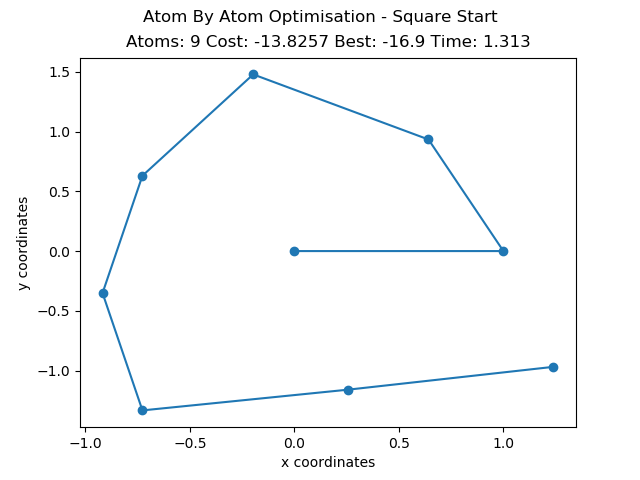 Atom By Atom Optimisation - Square Start
Atoms: 9 Cost: -13.8257 Best: -16.9 Time: 1.313
1.5
1.0
0.5
0.0
−0.5
−1.0
y coordinates
−1.0 −0.5 0.0 0.5 1.0
x coordinates